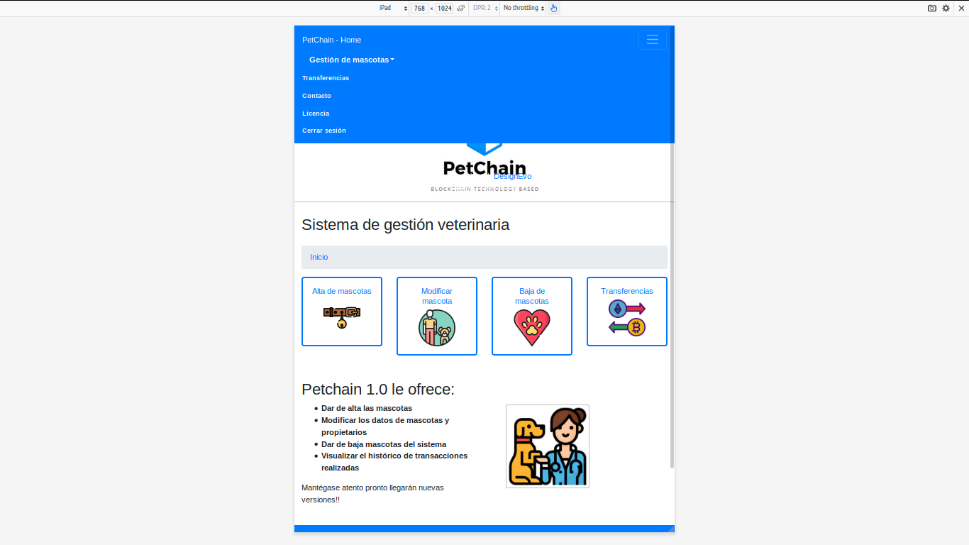 iPad 768 × 1024 DPR: 2 No throttling
PetChain - Home
Gestión de mascotas
Transferencias
Contacto
Licencia
Cerrar sesión
PetChain
DesignEvo
BLOCKCHAIN TECHNOLOGY BASED
Sistema de gestión veterinaria
Inicio
Alta de mascotas
Modificar
mascota
Baja de
mascotas
Transferencias
Petchain 1.0 le ofrece:
Dar de alta las mascotas
Modificar los datos de mascotas y
propietarios
Dar de baja mascotas del sistema
Visualizar el histórico de transacciones
realizadas
Mantégase atento pronto llegarán nuevas
versiones!!